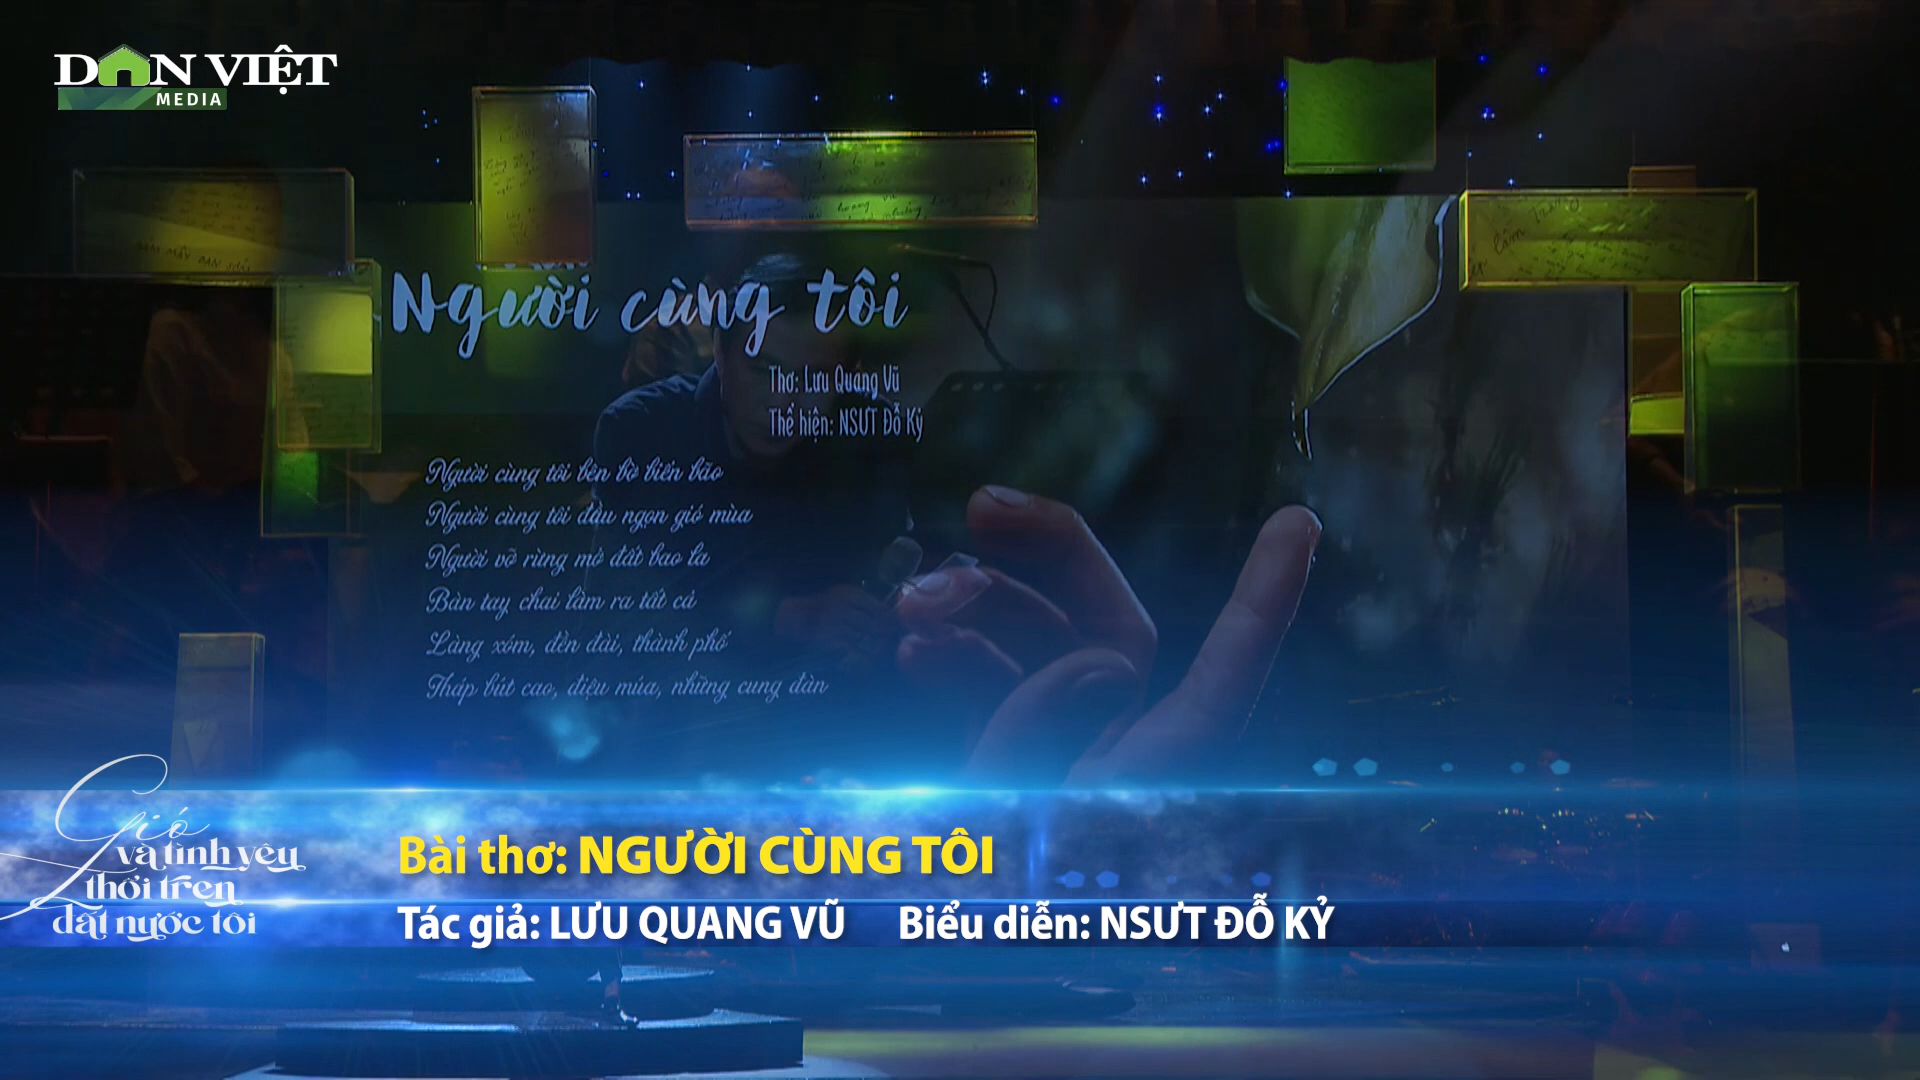 DÂN VIỆT
MEDIA
Người cùng tôi
Thơ: Lưu Quang Vũ
Thể hiện: NSƯT Đỗ Kỷ
Người cùng tôi bên bờ biển bão
Người cùng tôi đầu ngọn gió mùa
Người vỡ rừng mở đất bao la
Bàn tay chai làm ra tất cả
Làng xóm, đền đài, thành phố
Tháp bút cao, điệu múa, những cung đàn
Gió
và tình yêu
thổi trên
đất nước tôi
Bài thơ: NGƯỜI CÙNG TÔI
Tác giả: LƯU QUANG VŨ Biểu diễn: NSƯT ĐỖ KỶ